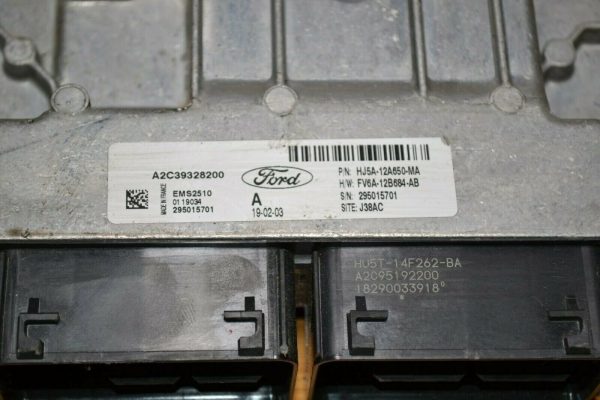 A2C39328200
MADE IN FRANCE
EMS2510
0119034
295015701
Ford
A
19-02-03
P/N: HJ5A-12A650-MA
H/W: FV6A-12B684-AB
S/N: 295015701
SITE: J38AC
HU5T-14F262-BA
A2C95192200
18290033918